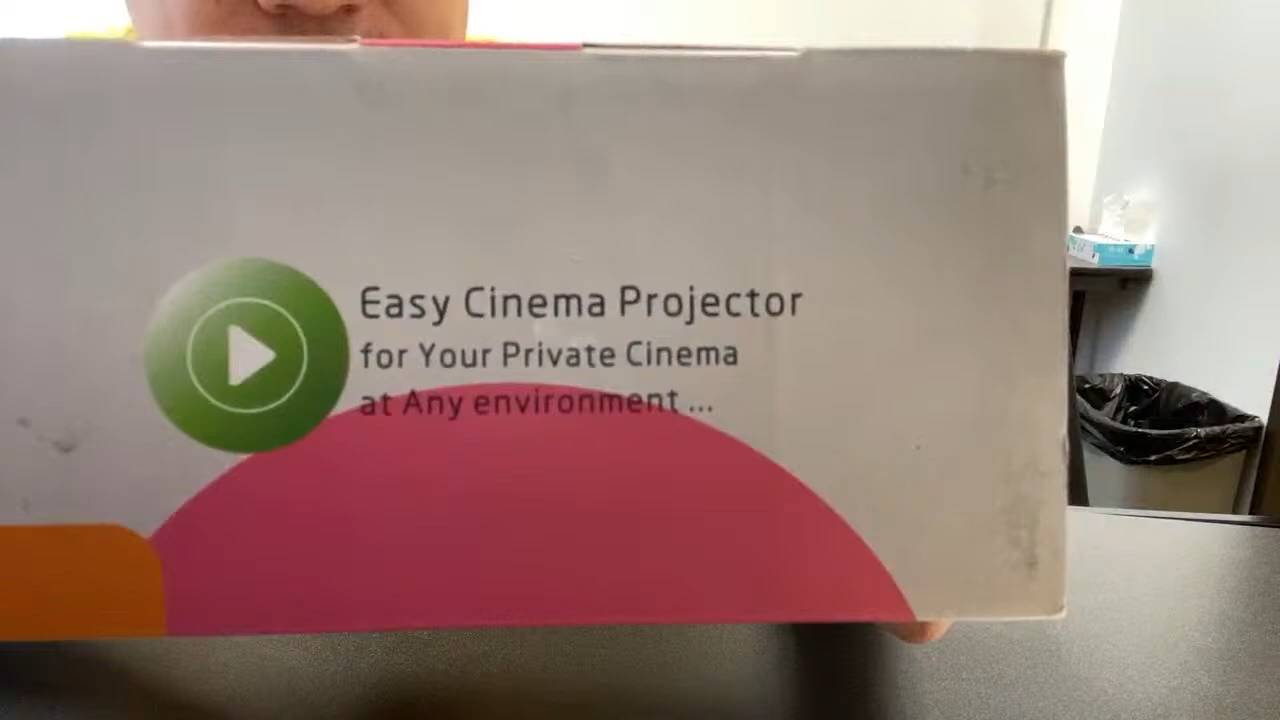 Easy Cinema Projector
for Your Private Cinema
at Any environment ...